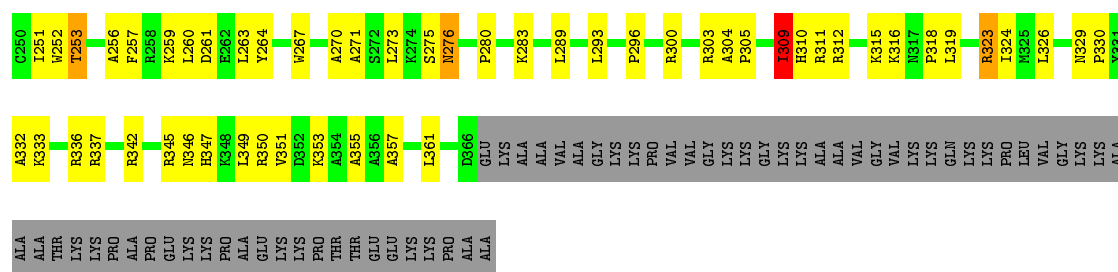 C250 I251 W252 T253 A256 F257 R258 K259 L260 D261 E262 L263 Y264 W267 A270 A271 S272 L273 K274 S275 N276 P280 K283 L289 L293 P296 R300 R303 A304 P305 I309 H310 R311 R312 K315 K316 N317 P318 L319 R323 I324 M325 L326 N329 P330 Y331
A332 K333 R336 R337 R342 R345 N346 H347 K348 L349 R350 V351 D352 K353 A354 A355 A356 A357 L361 D366 GLU LYS ALA ALA VAL ALA GLY LYS LYS PRO VAL VAL GLY LYS LYS GLY LYS LYS ALA ALA VAL GLY VAL LYS LYS GLN LYS LYS PRO LEU VAL GLY LYS LYS ALA
ALA ALA THR LYS LYS PRO ALA PRO GLU LYS LYS PRO ALA GLU LYS LYS PRO THR THR GLU GLU LYS LYS PRO ALA ALA